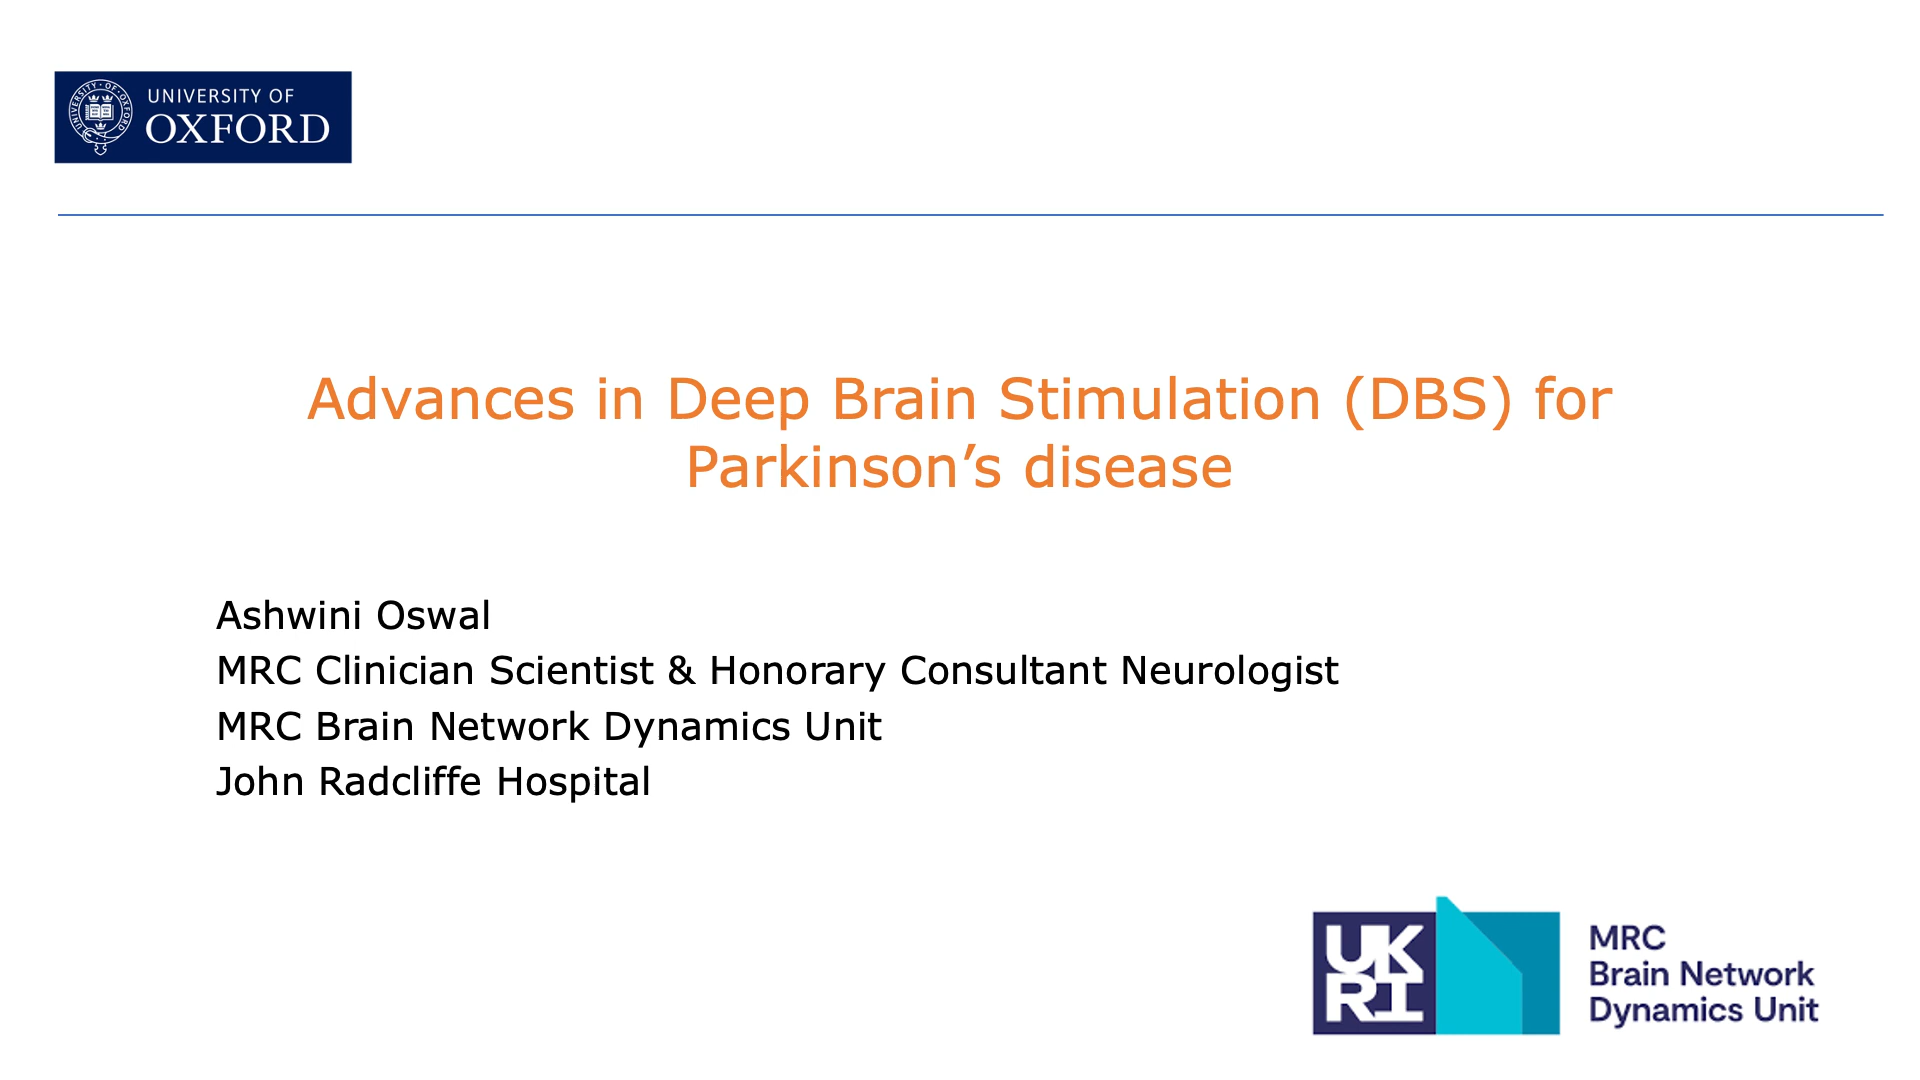 UNIVERSITY OF
OXFORD
Advances in Deep Brain Stimulation (DBS) for
Parkinson’s disease
Ashwini Oswal
MRC Clinician Scientist & Honorary Consultant Neurologist
MRC Brain Network Dynamics Unit
John Radcliffe Hospital
UK
RI
MRC
Brain Network
Dynamics Unit